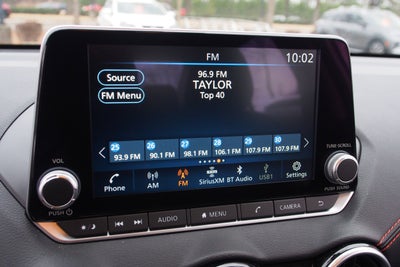 FM
10:02
Source
96.9 FM
FM Menu
TAYLOR
Top 40
25 26 27 28 29 30
93.9 FM 90.1 FM 98.1 FM 106.1 FM 107.9 FM 107.9 FM
Phone AM FM SiriusXM BT Audio USB1 Settings
VOL
TUNE·SCROLL
PUSH
PUSH SOUND
AUDIO MENU CAMERA